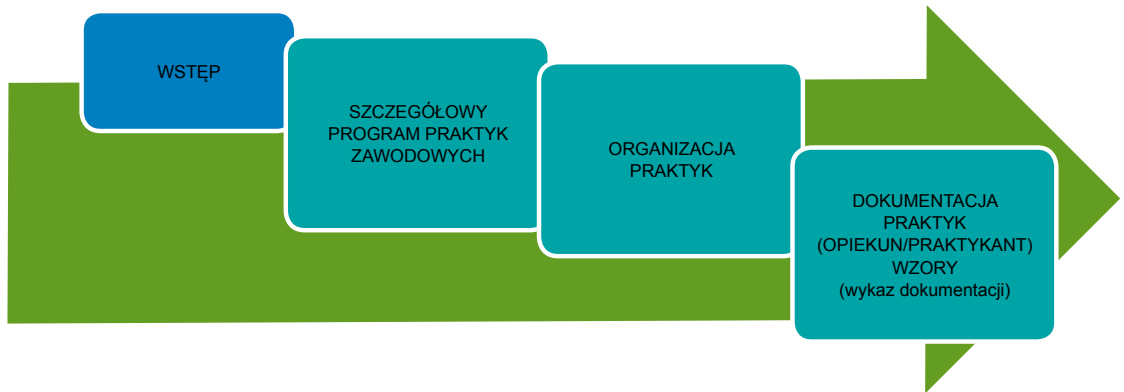 WSTĘP
SZCZEGÓŁOWY
PROGRAM PRAKTYK
ZAWODOWYCH
ORGANIZACJA
PRAKTYK
DOKUMENTACJA
PRAKTYK
(OPIEKUN/PRAKTYKANT)
WZORY
(wykaz dokumentacji)